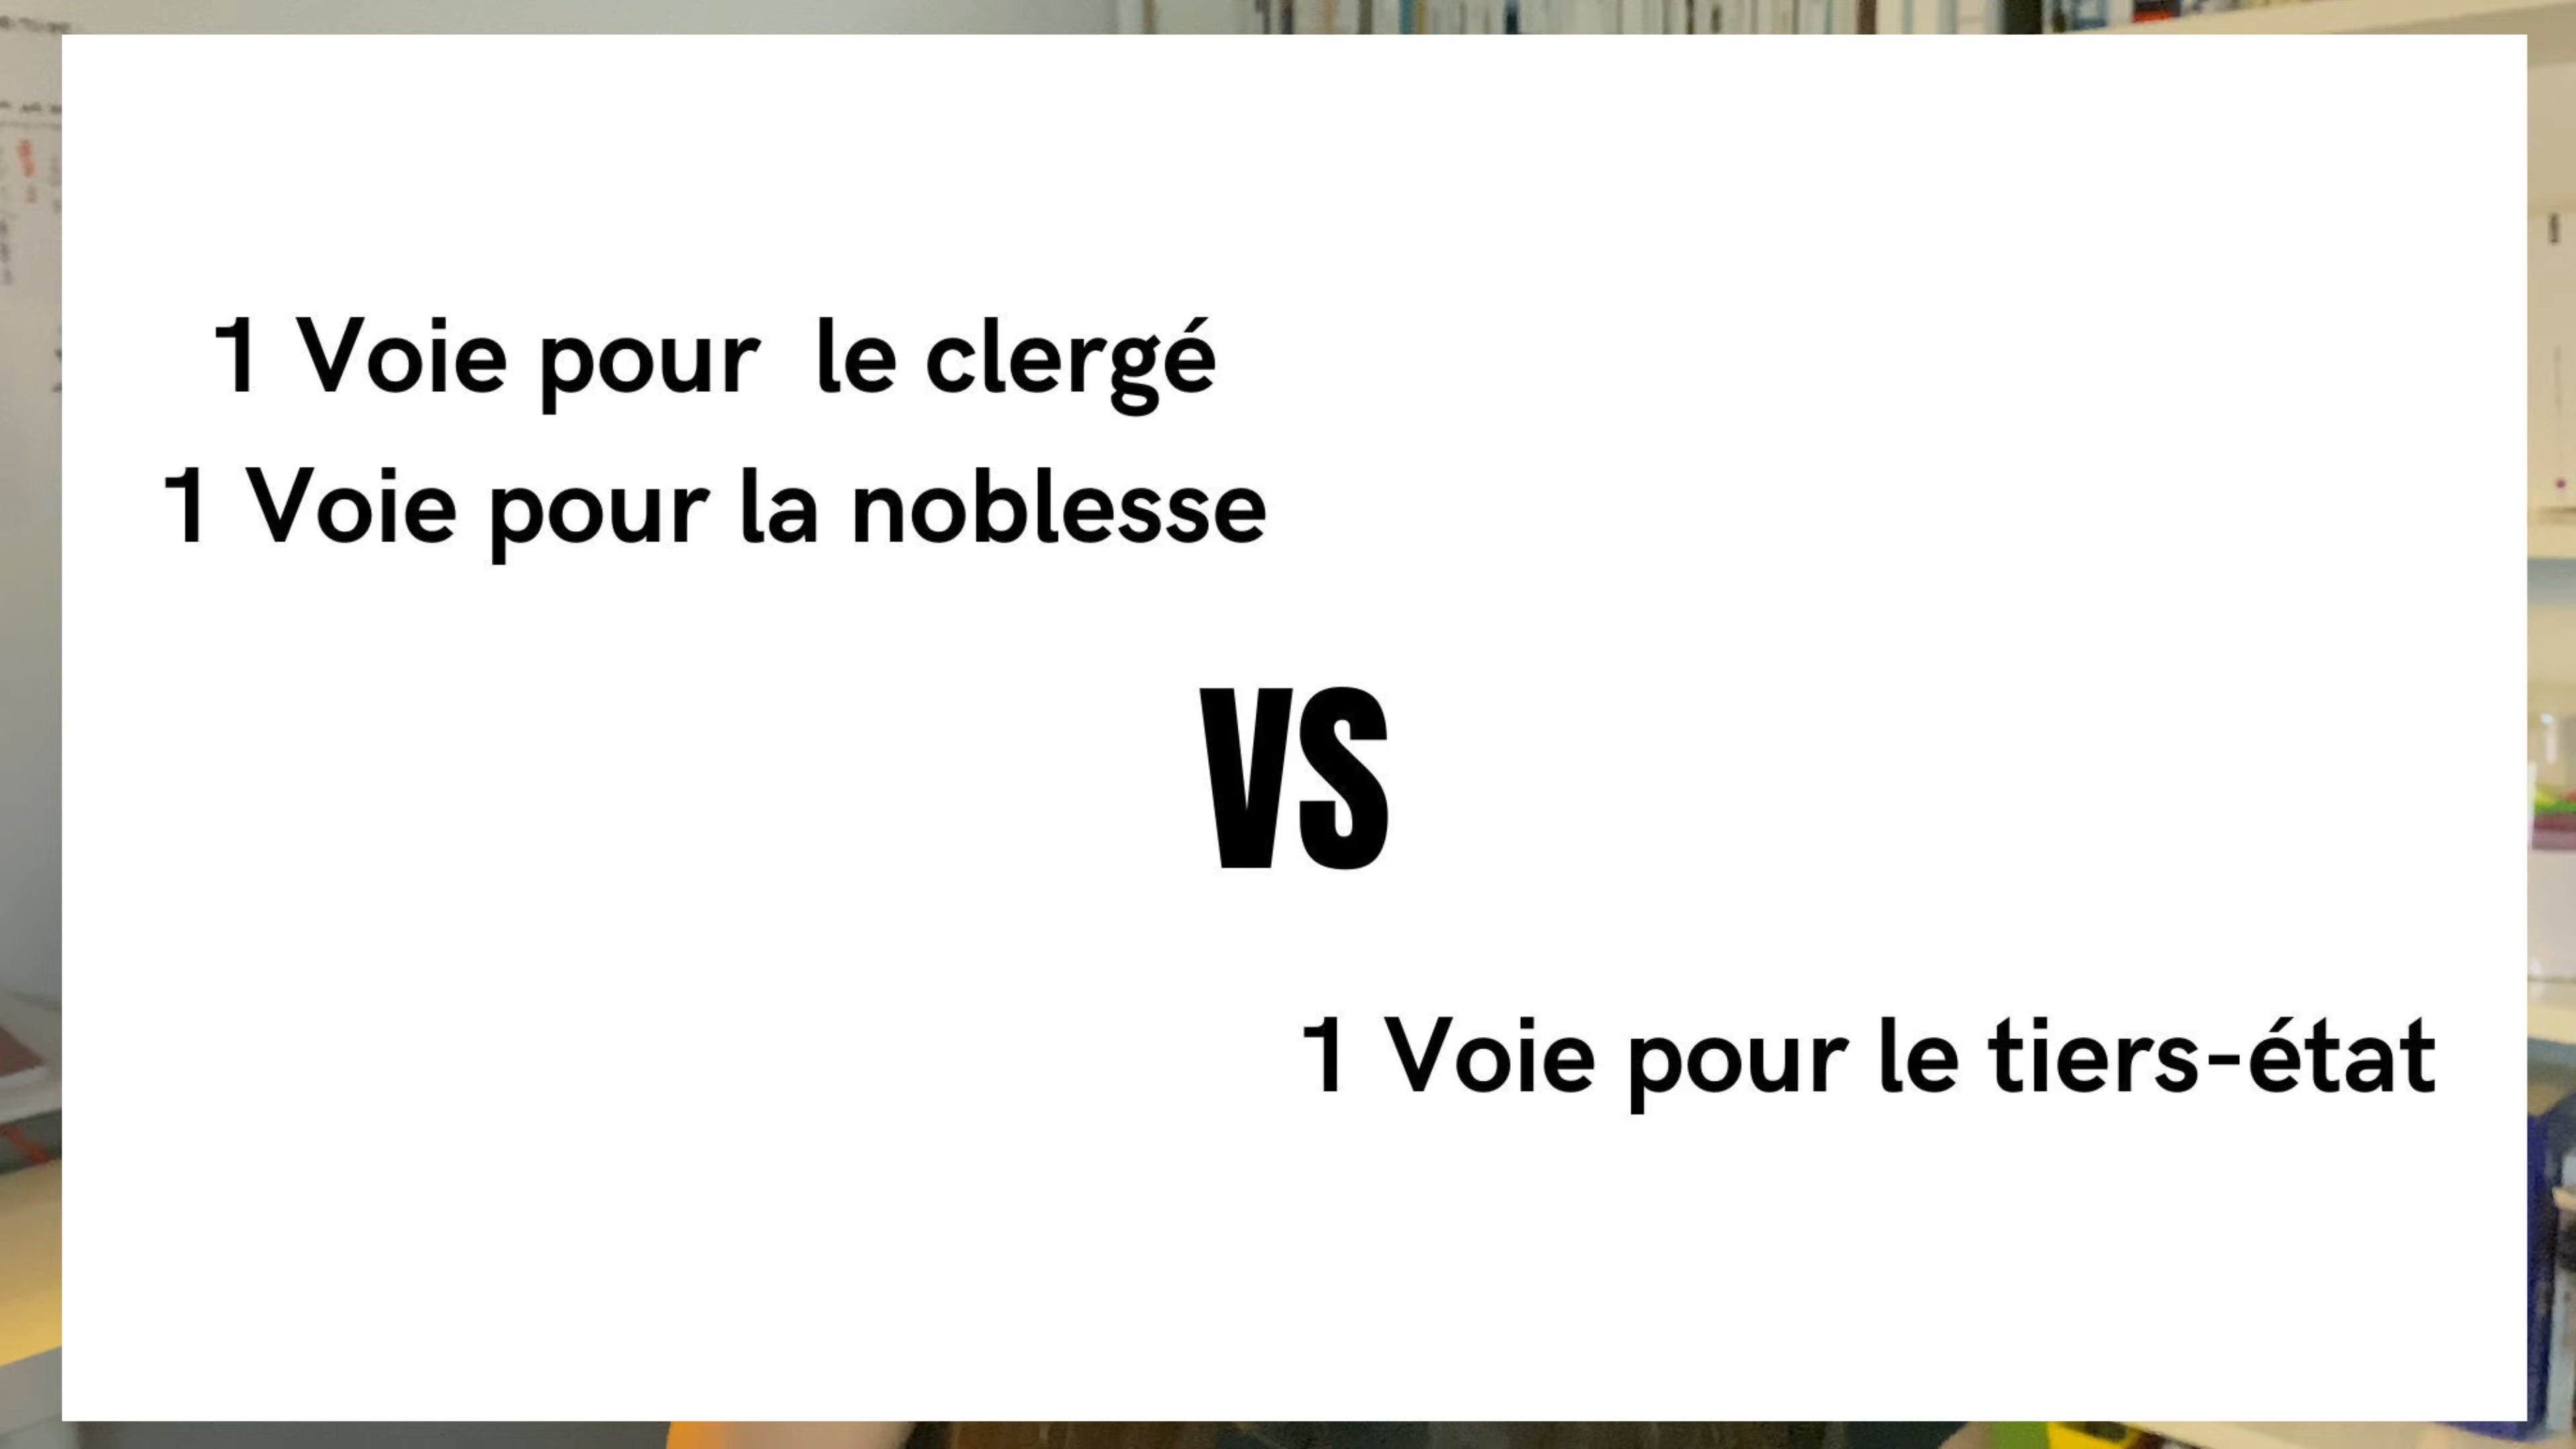 1 Voie pour le clergé
1 Voie pour la noblesse
VS
1 Voie pour le tiers-état